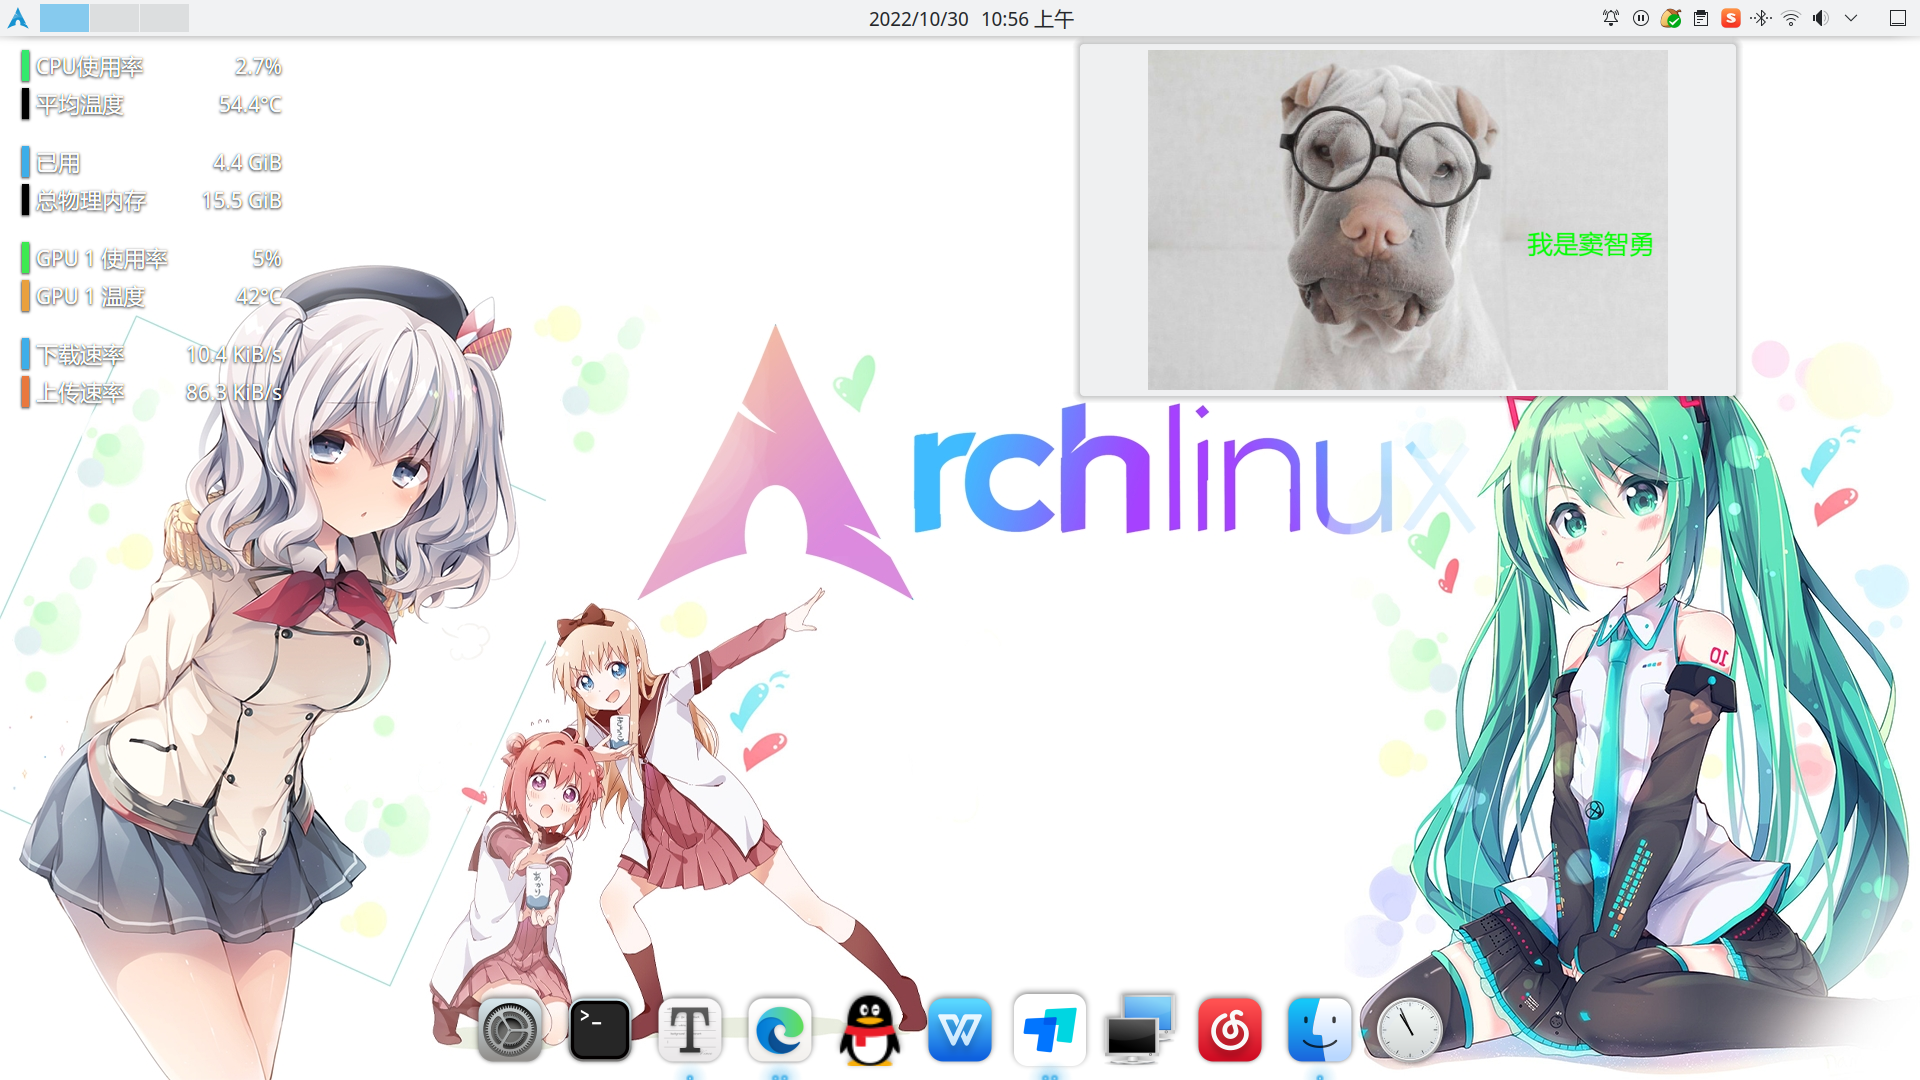 2022/10/30 10:56 上午
CPU使用率 2.7%
平均温度 54.4°C
已用 4.4 GiB
总物理内存 15.5 GiB
GPU 1 使用率 5%
GPU 1 温度 42°C
下载速率 10.4 KiB/s
上传速率 86.3 KiB/s
我是窦智勇
rchlinux
01
あかり
>_
T
W
S